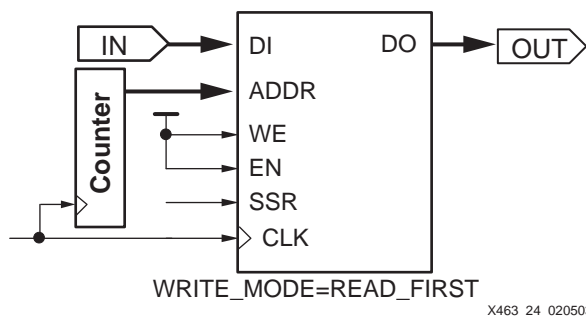 IN
DI
DO
OUT
Counter
ADDR
WE
EN
SSR
CLK
WRITE_MODE=READ_FIRST